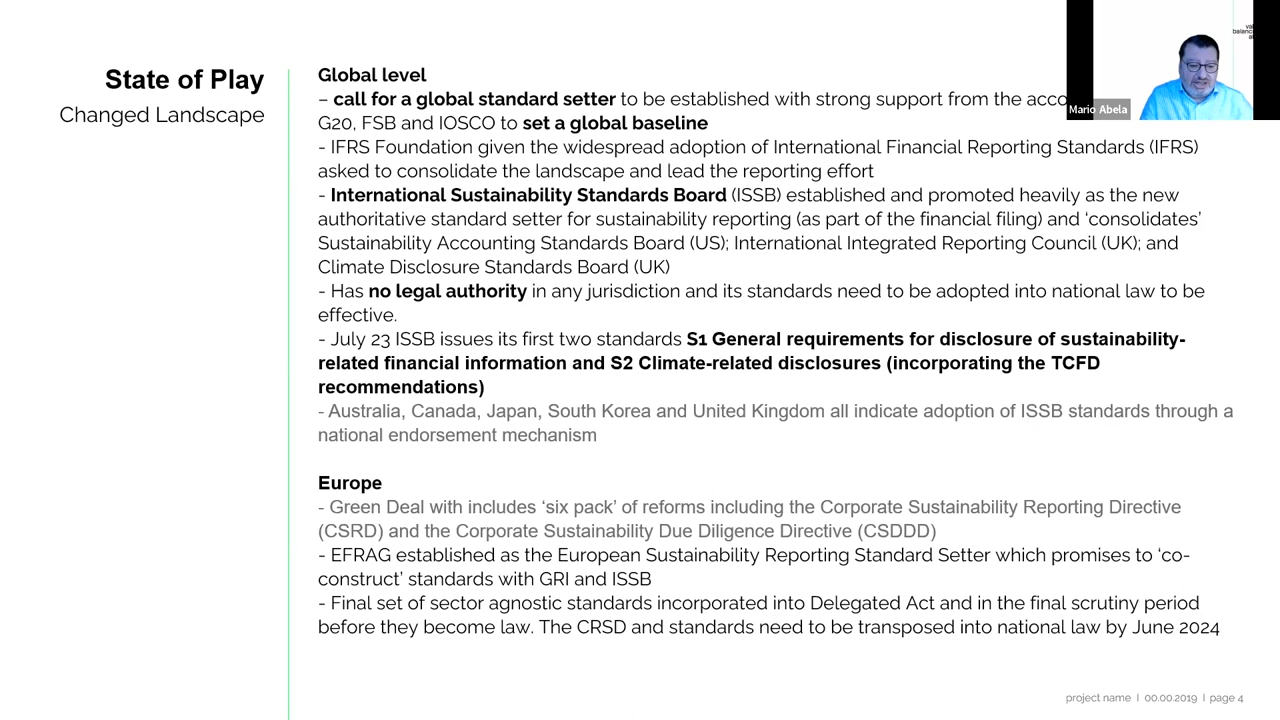 State of Play
Changed Landscape
Global level
– call for a global standard setter to be established with strong support from the
G20, FSB and IOSCO to set a global baseline
- IFRS Foundation given the widespread adoption of International Financial Reporting Standards (IFRS)
asked to consolidate the landscape and lead the reporting effort
- International Sustainability Standards Board (ISSB) established and promoted heavily as the new
authoritative standard setter for sustainability reporting (as part of the financial filing) and ‘consolidates’
Sustainability Accounting Standards Board (US); International Integrated Reporting Council (UK); and
Climate Disclosure Standards Board (UK)
- Has no legal authority in any jurisdiction and its standards need to be adopted into national law to be
effective.
- July 23 ISSB issues its first two standards S1 General requirements for disclosure of sustainability-
related financial information and S2 Climate-related disclosures (incorporating the TCFD
recommendations)
- Australia, Canada, Japan, South Korea and United Kingdom all indicate adoption of ISSB standards through a
national endorsement mechanism
Europe
- Green Deal with includes ‘six pack’ of reforms including the Corporate Sustainability Reporting Directive
(CSRD) and the Corporate Sustainability Due Diligence Directive (CSDDD)
- EFRAG established as the European Sustainability Reporting Standard Setter which promises to ‘co-
construct’ standards with GRI and ISSB
- Final set of sector agnostic standards incorporated into Delegated Act and in the final scrutiny period
before they become law. The CRSD and standards need to be transposed into national law by June 2024
project name I 00.00.2019 I page 4
Mario Abela